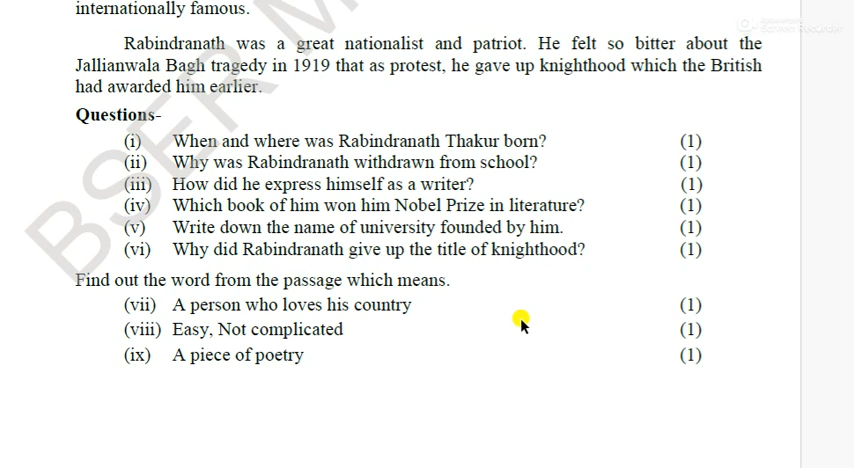 internationally famous.
Rabindranath was a great nationalist and patriot. He felt so bitter about the
Jallianwala Bagh tragedy in 1919 that as protest, he gave up knighthood which the British
had awarded him earlier.
Questions-
(i) When and where was Rabindranath Thakur born? (1)
(ii) Why was Rabindranath withdrawn from school? (1)
(iii) How did he express himself as a writer? (1)
(iv) Which book of him won him Nobel Prize in literature? (1)
(v) Write down the name of university founded by him. (1)
(vi) Why did Rabindranath give up the title of knighthood? (1)
Find out the word from the passage which means.
(vii) A person who loves his country (1)
(viii) Easy, Not complicated (1)
(ix) A piece of poetry (1)
BSER M